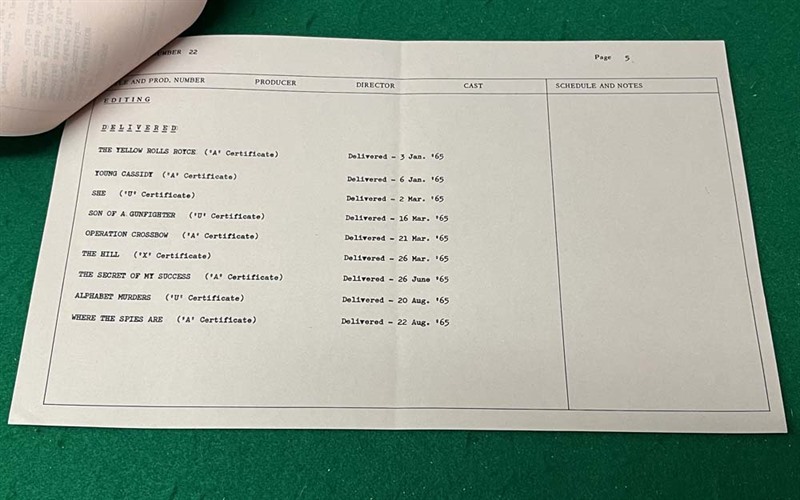 NUMBER 22 Page 5.
AND PROD. NUMBER PRODUCER DIRECTOR CAST SCHEDULE AND NOTES
EDITING
DELIVERED
THE YELLOW ROLLS ROYCE ('A' Certificate) Delivered - 3 Jan. '65
YOUNG CASSIDY ('A' Certificate) Delivered - 6 Jan. '65
SHE ('U' Certificate) Delivered - 2 Mar. '65
SON OF A GUNFIGHTER ('U' Certificate) Delivered - 16 Mar. '65
OPERATION CROSSBOW ('A' Certificate) Delivered - 21 Mar. '65
THE HILL ('X' Certificate) Delivered - 26 Mar. '65
THE SECRET OF MY SUCCESS ('A' Certificate) Delivered - 26 June '65
ALPHABET MURDERS ('U' Certificate) Delivered - 20 Aug. '65
WHERE THE SPIES ARE ('A' Certificate) Delivered - 22 Aug. '65